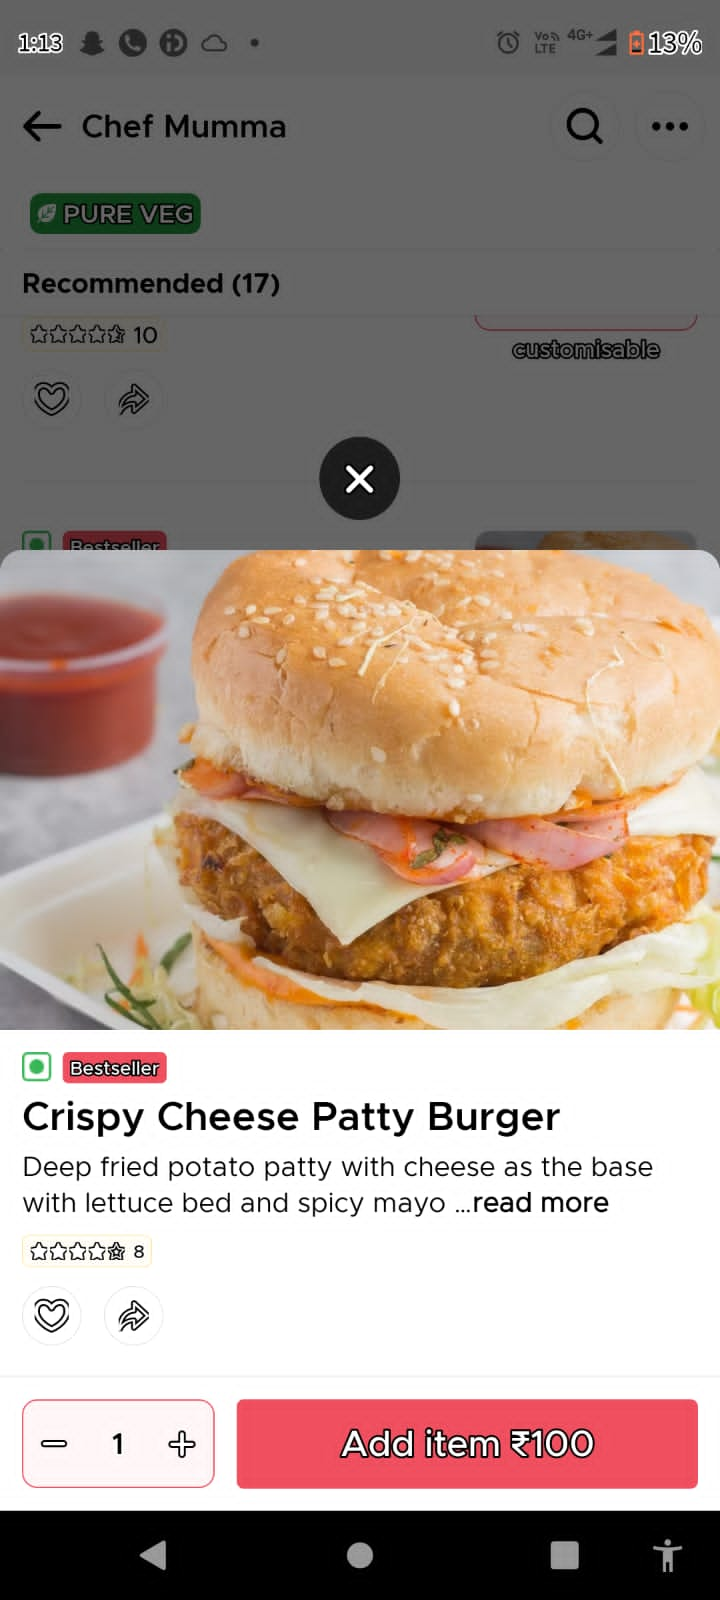 1:13
VoLTE 4G+ 13%
Chef Mumma
PURE VEG
Recommended (17)
10
customisable
Bestseller
Bestseller
Crispy Cheese Patty Burger
Deep fried potato patty with cheese as the base
with lettuce bed and spicy mayo ...read more
8
1
Add item ₹100